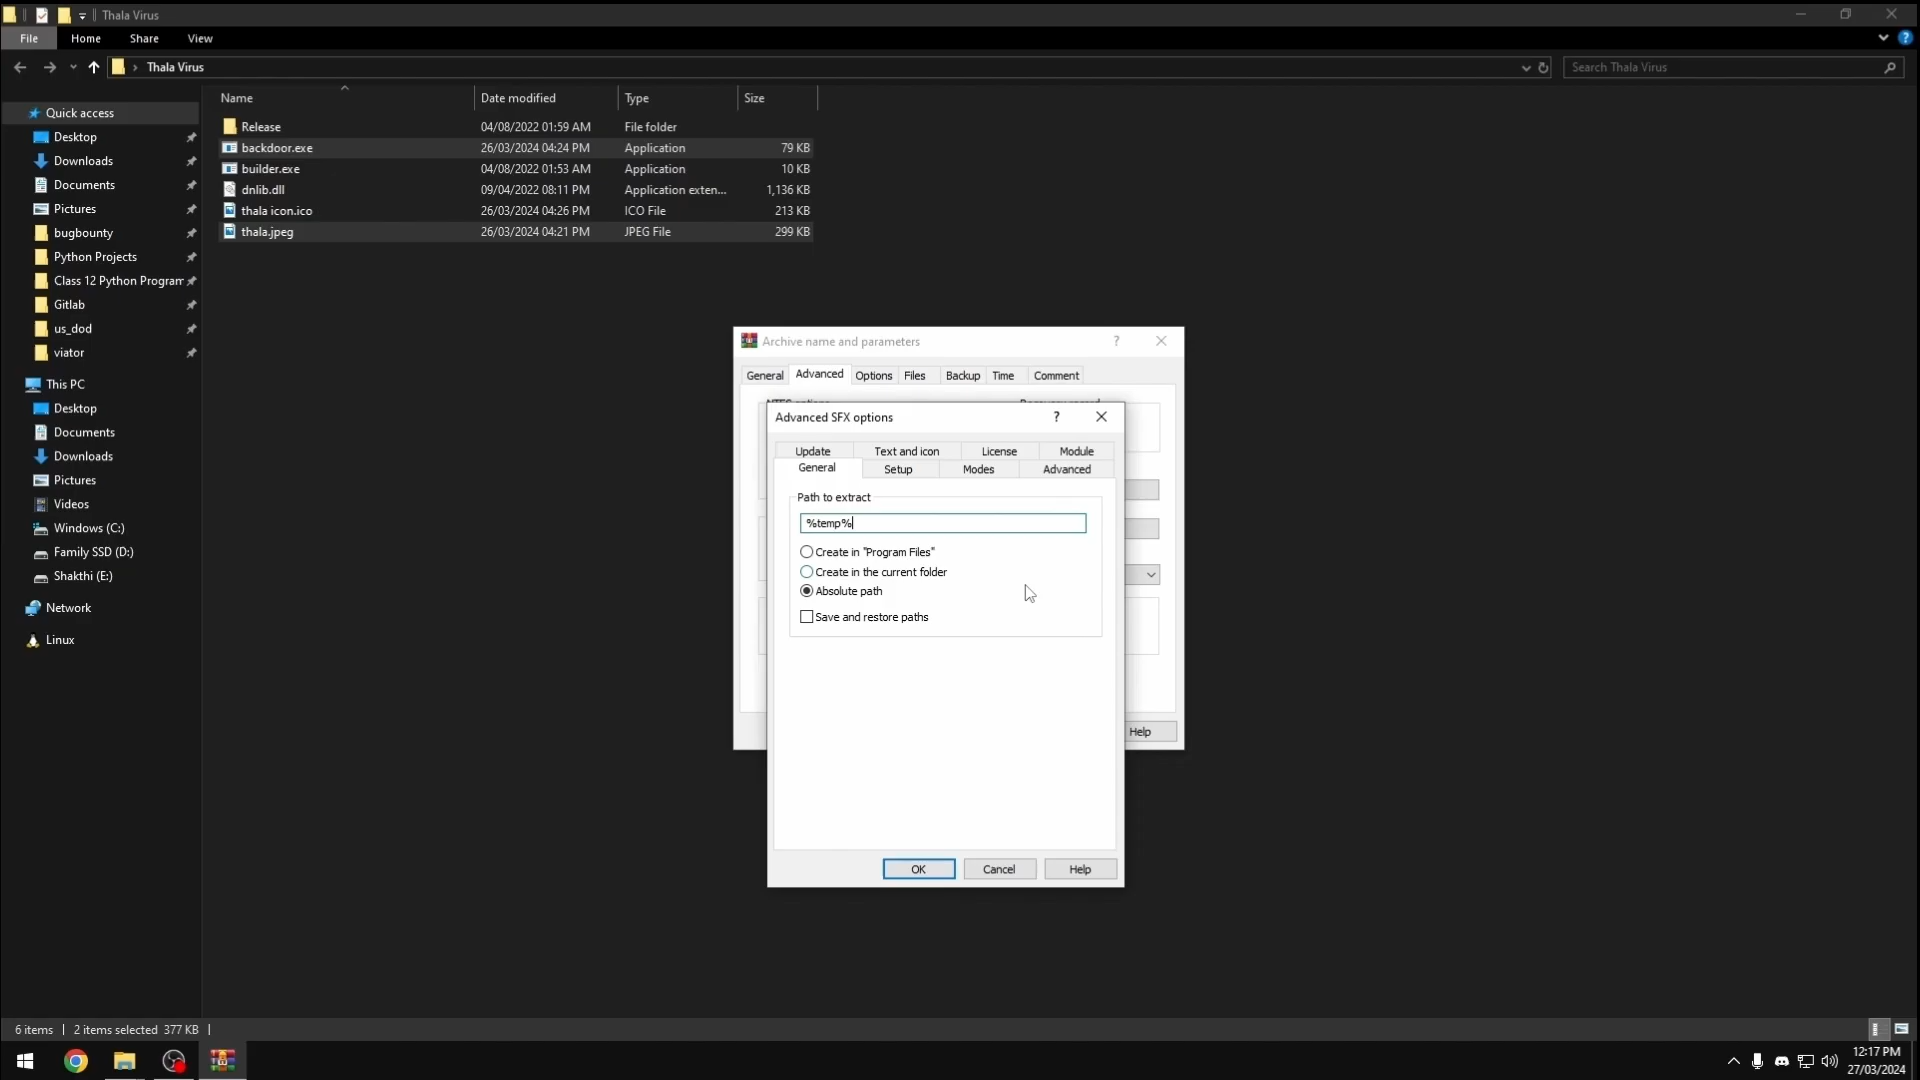 Thala Virus
File Home Share View
Thala Virus
Search Thala Virus
Name Date modified Type Size
Quick access
Desktop
Downloads
Documents
Pictures
bugbounty
Python Projects
Class 12 Python Program
Gitlab
us_dod
viator
This PC
Desktop
Documents
Downloads
Pictures
Videos
Windows (C:)
Family SSD (D:)
Shakthi (E:)
Network
Linux
Release 04/08/2022 01:59 AM File folder
backdoor.exe 26/03/2024 04:24 PM Application 79 KB
builder.exe 04/08/2022 01:53 AM Application 10 KB
dnlib.dll 09/04/2022 08:11 PM Application exten... 1,136 KB
thala icon.ico 26/03/2024 04:26 PM ICO File 213 KB
thala.jpeg 26/03/2024 04:21 PM JPEG File 299 KB
Archive name and parameters ?
General Advanced Options Files Backup Time Comment
Advanced SFX options ?
Update Text and icon License Module
General Setup Modes Advanced
Path to extract
%temp%
Create in "Program Files"
Create in the current folder
Absolute path
Save and restore paths
Help
OK Cancel Help
6 items 2 items selected 377 KB
12:17 PM
27/03/2024